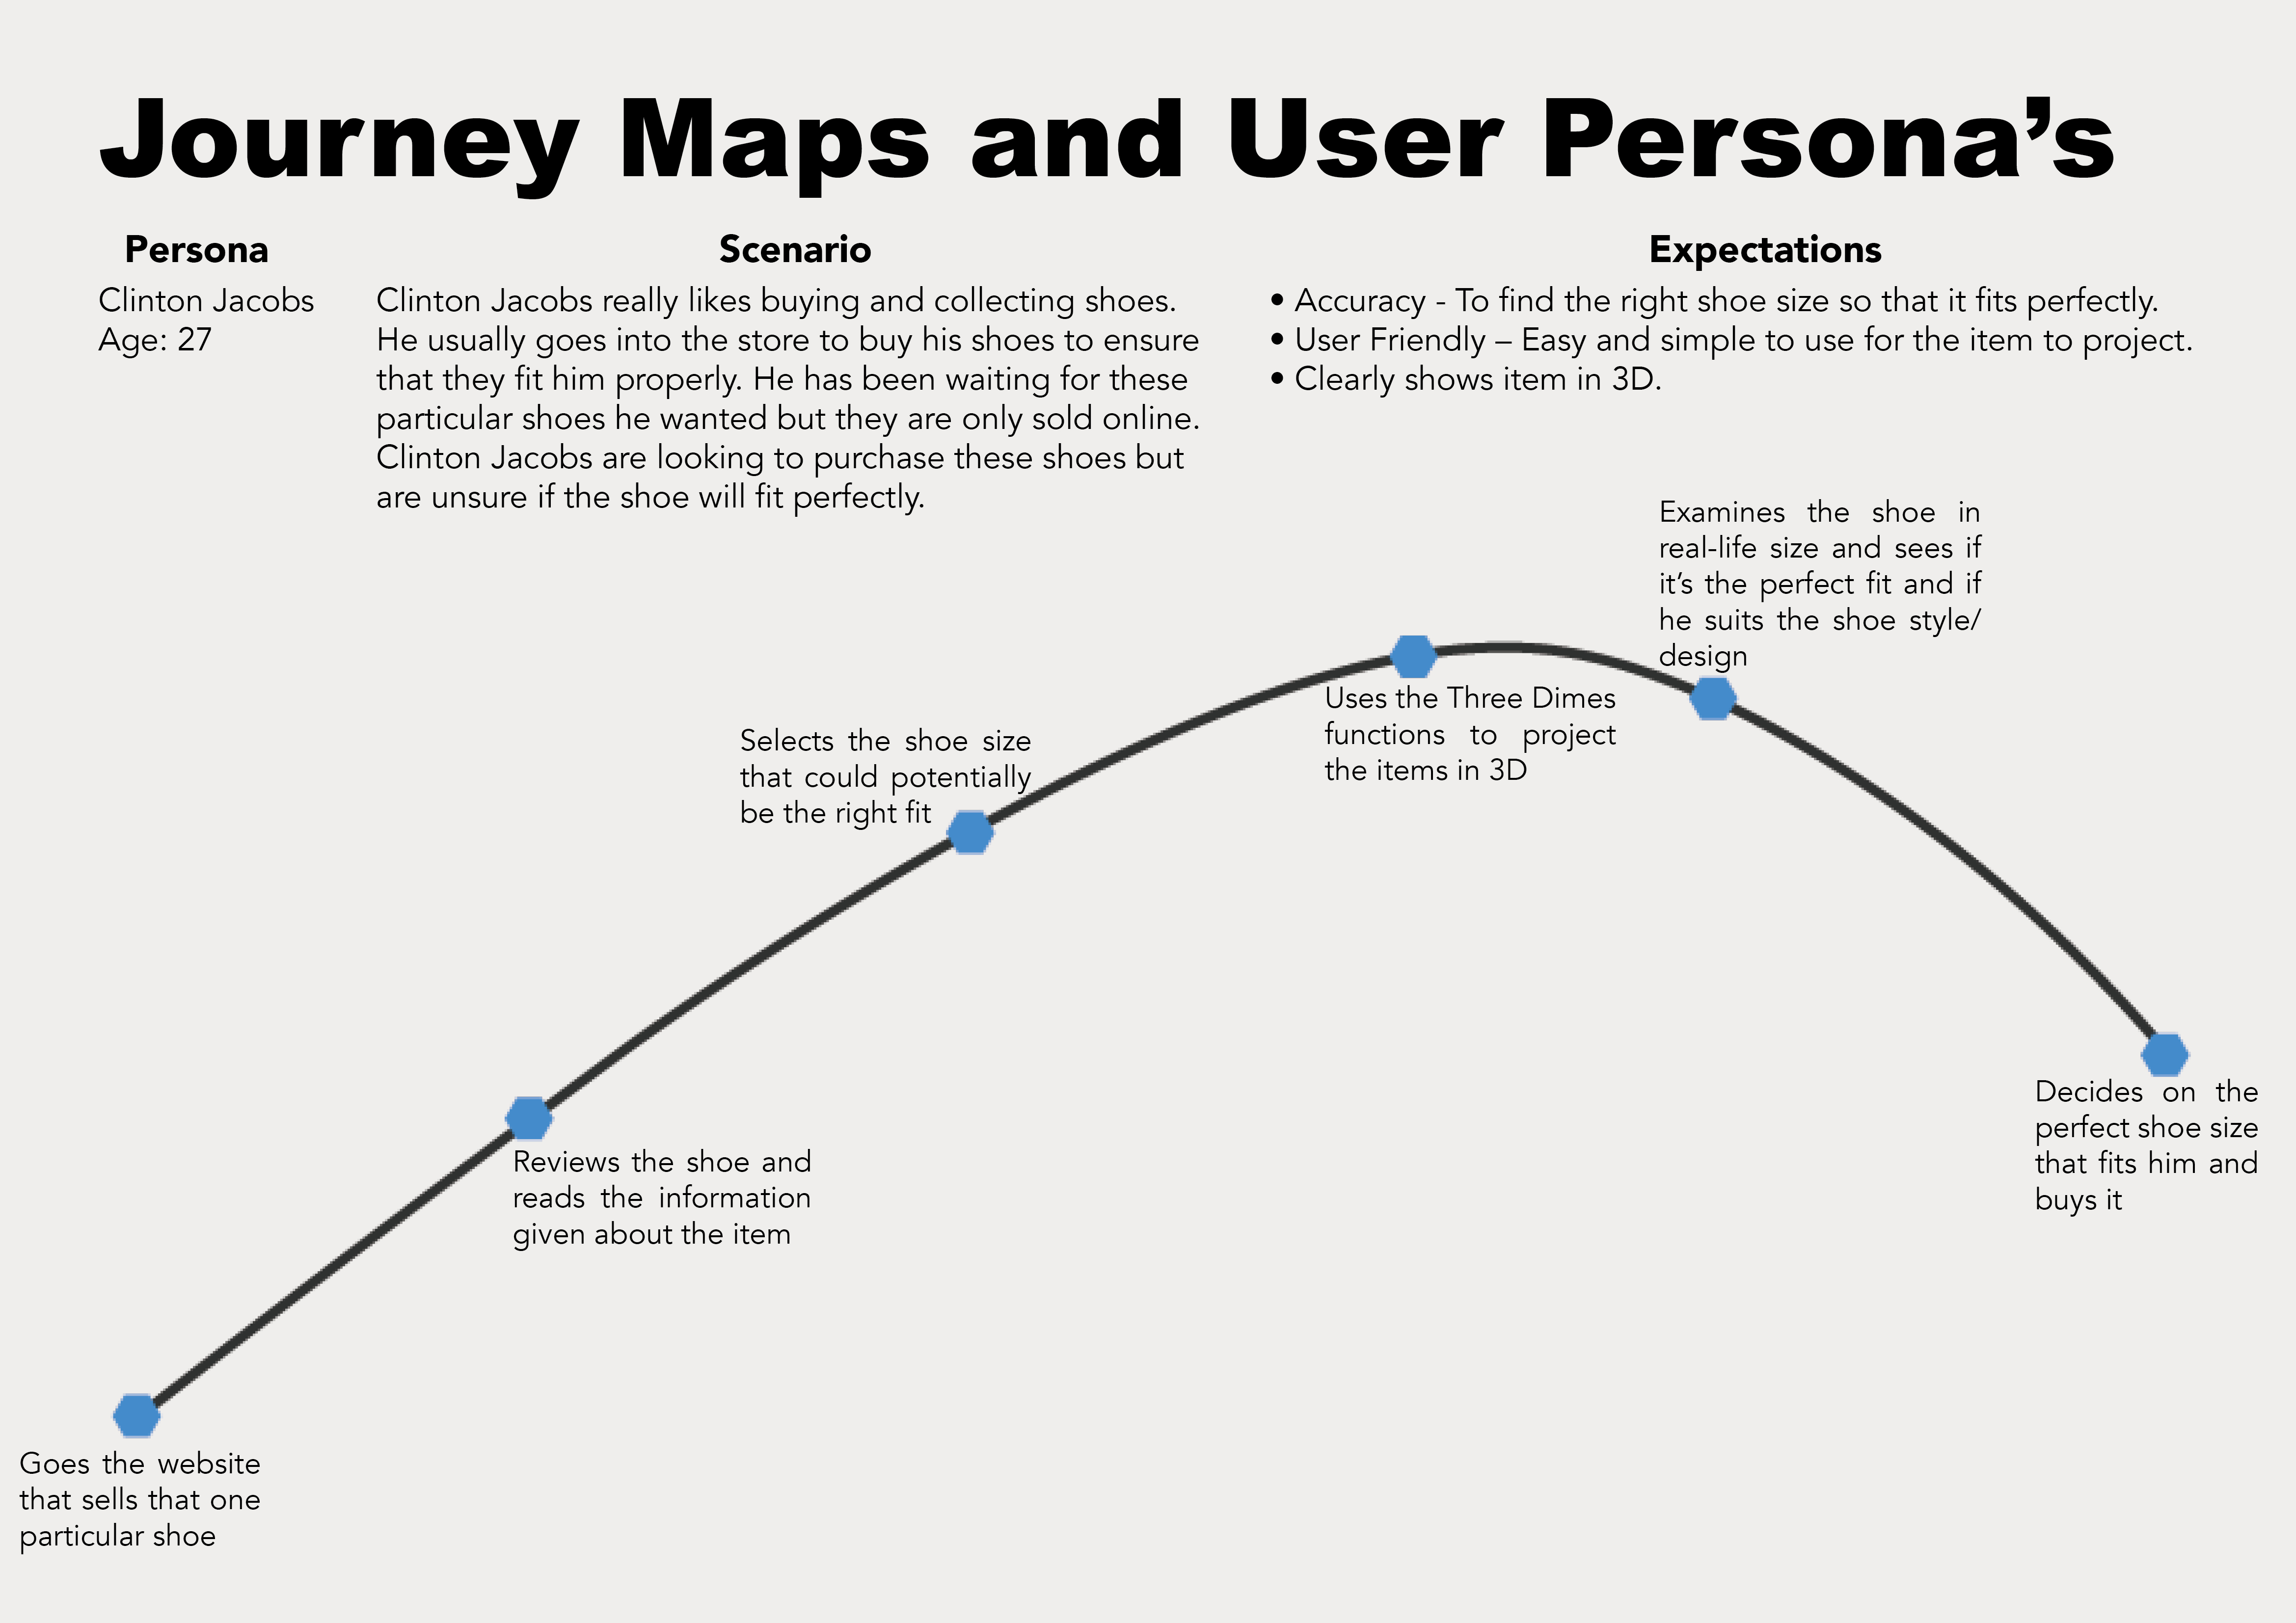 Journey Maps and User Persona’s
Persona
Clinton Jacobs
Age: 27
Scenario
Clinton Jacobs really likes buying and collecting shoes.
He usually goes into the store to buy his shoes to ensure
that they fit him properly. He has been waiting for these
particular shoes he wanted but they are only sold online.
Clinton Jacobs are looking to purchase these shoes but
are unsure if the shoe will fit perfectly.
Expectations
• Accuracy - To find the right shoe size so that it fits perfectly.
• User Friendly – Easy and simple to use for the item to project.
• Clearly shows item in 3D.
Goes the website
that sells that one
particular shoe
Reviews the shoe and
reads the information
given about the item
Selects the shoe size
that could potentially
be the right fit
Uses the Three Dimes
functions to project
the items in 3D
Examines the shoe in
real-life size and sees if
it’s the perfect fit and if
he suits the shoe style/
design
Decides on the
perfect shoe size
that fits him and
buys it